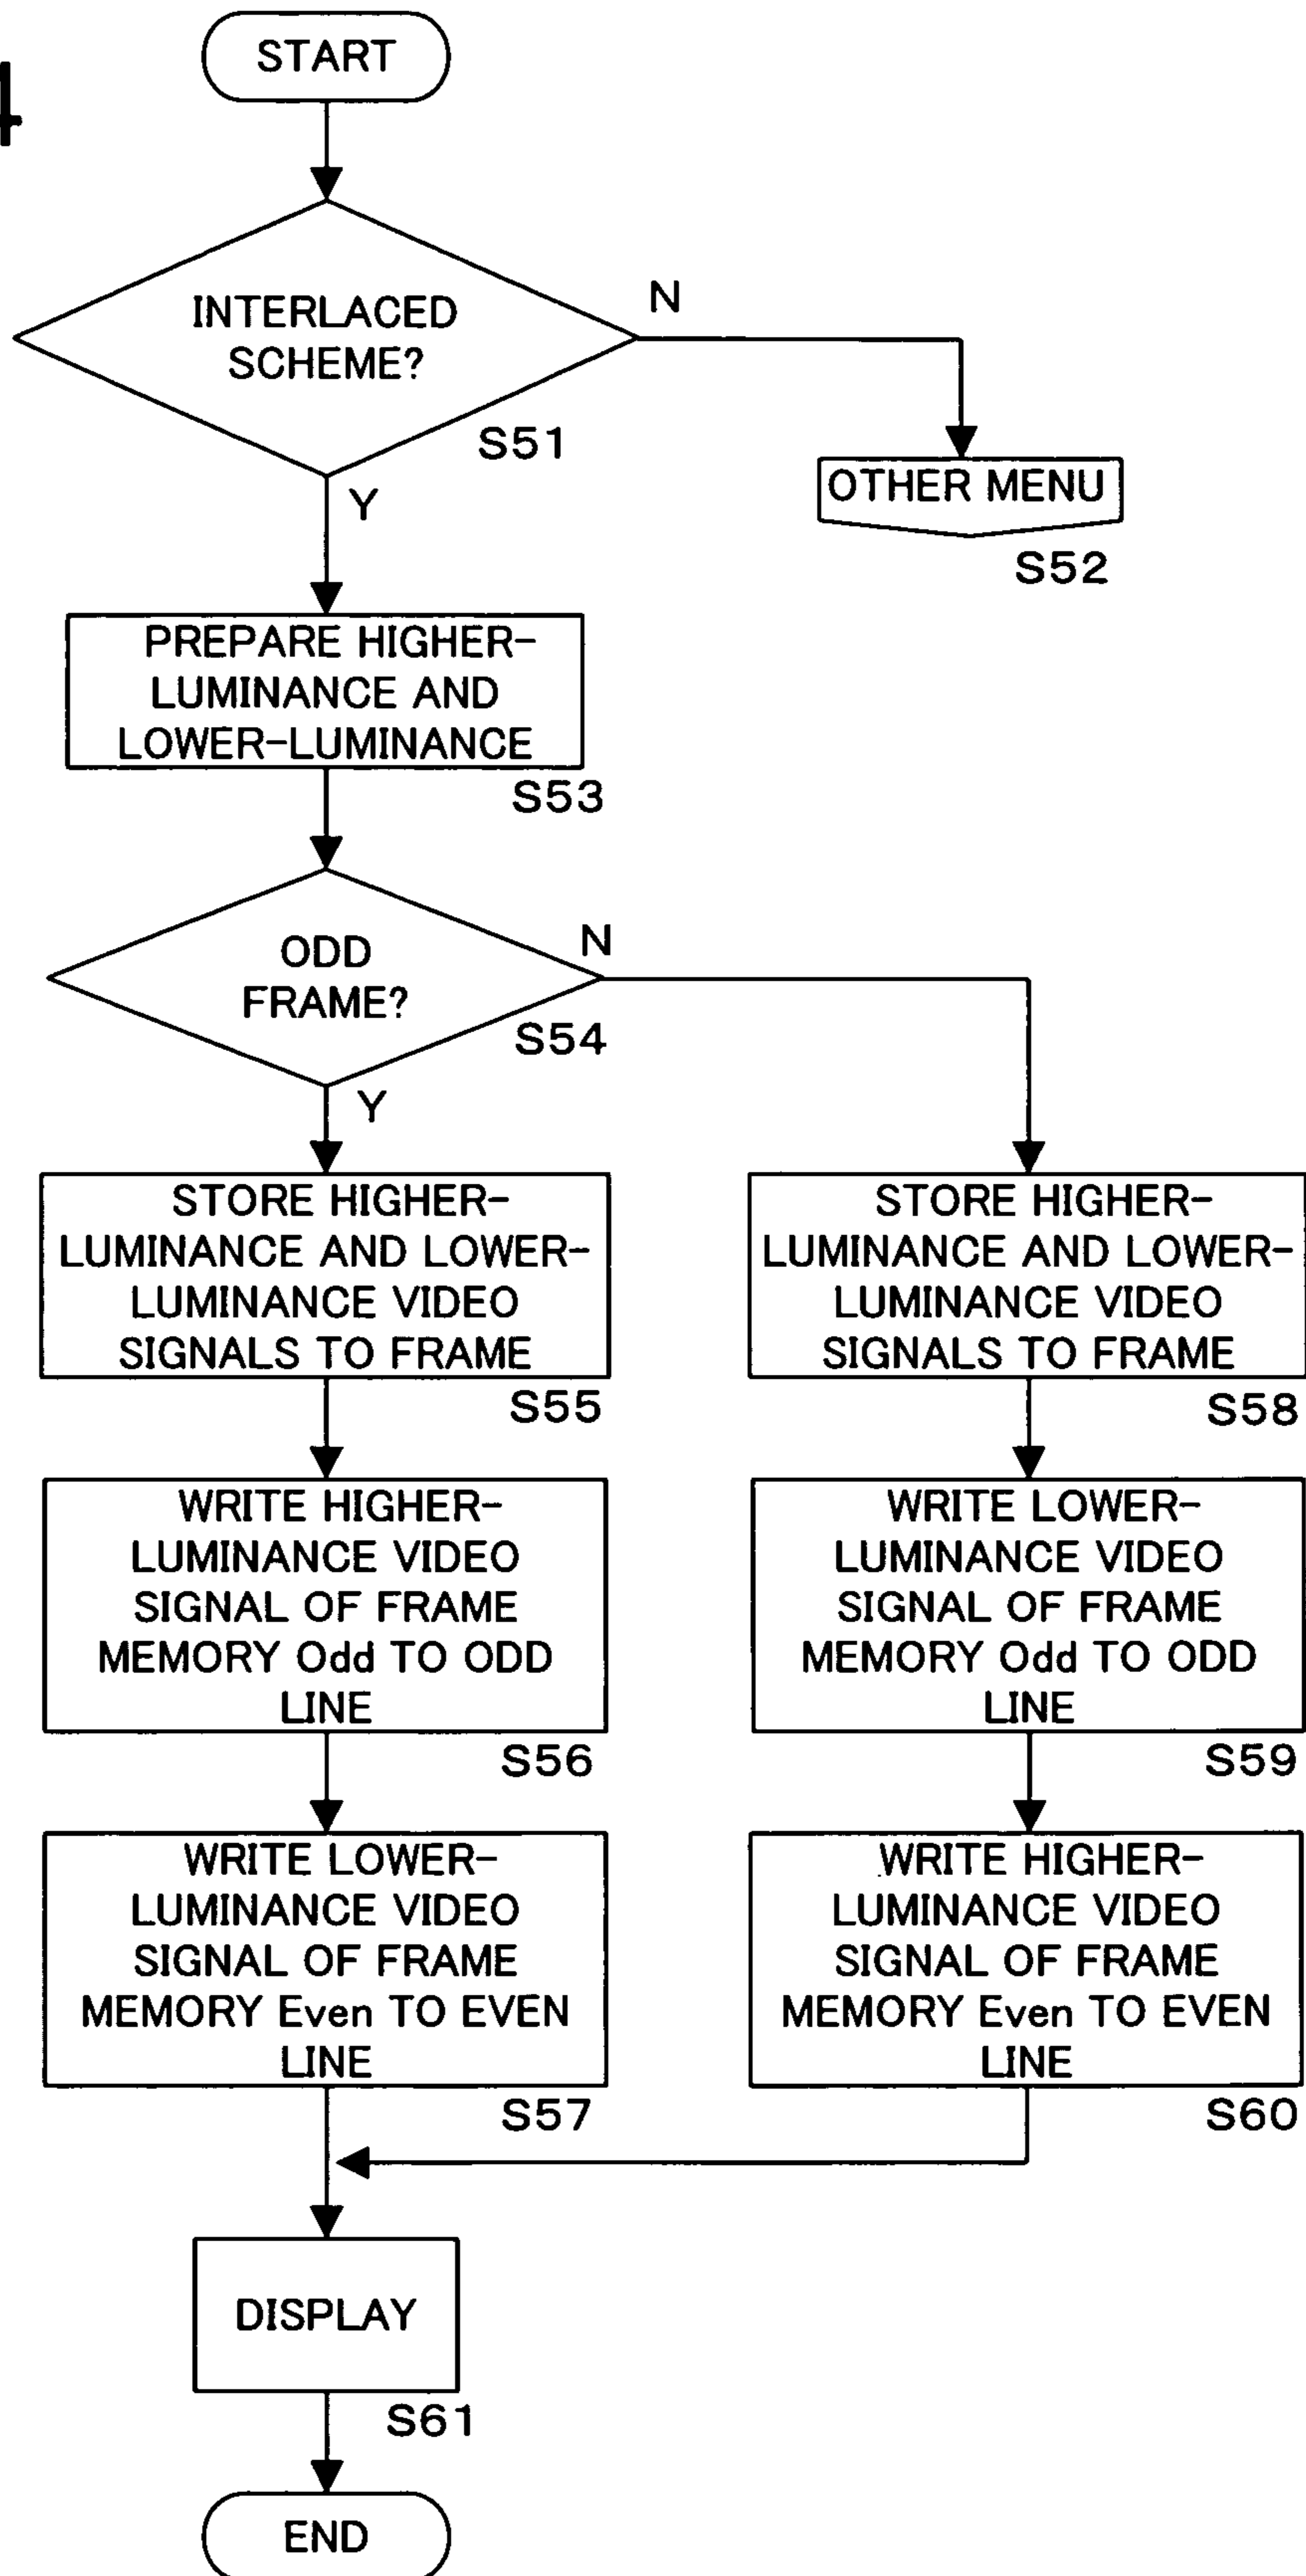 4
START
INTERLACED
SCHEME?
N
S51
Y
OTHER MENU
S52
PREPARE HIGHER-
LUMINANCE AND
LOWER-LUMINANCE
S53
ODD
FRAME?
N
S54
Y
STORE HIGHER-
LUMINANCE AND LOWER-
LUMINANCE VIDEO
SIGNALS TO FRAME
S55
WRITE HIGHER-
LUMINANCE VIDEO
SIGNAL OF FRAME
MEMORY Odd TO ODD
LINE
S56
WRITE LOWER-
LUMINANCE VIDEO
SIGNAL OF FRAME
MEMORY Even TO EVEN
LINE
S57
STORE HIGHER-
LUMINANCE AND LOWER-
LUMINANCE VIDEO
SIGNALS TO FRAME
S58
WRITE LOWER-
LUMINANCE VIDEO
SIGNAL OF FRAME
MEMORY Odd TO ODD
LINE
S59
WRITE HIGHER-
LUMINANCE VIDEO
SIGNAL OF FRAME
MEMORY Even TO EVEN
LINE
S60
DISPLAY
S61
END